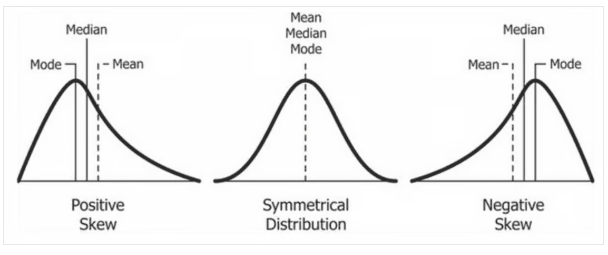 Median
Mode
Mean
Positive
Skew
Mean
Median
Mode
Symmetrical
Distribution
Median
Mean
Mode
Negative
Skew